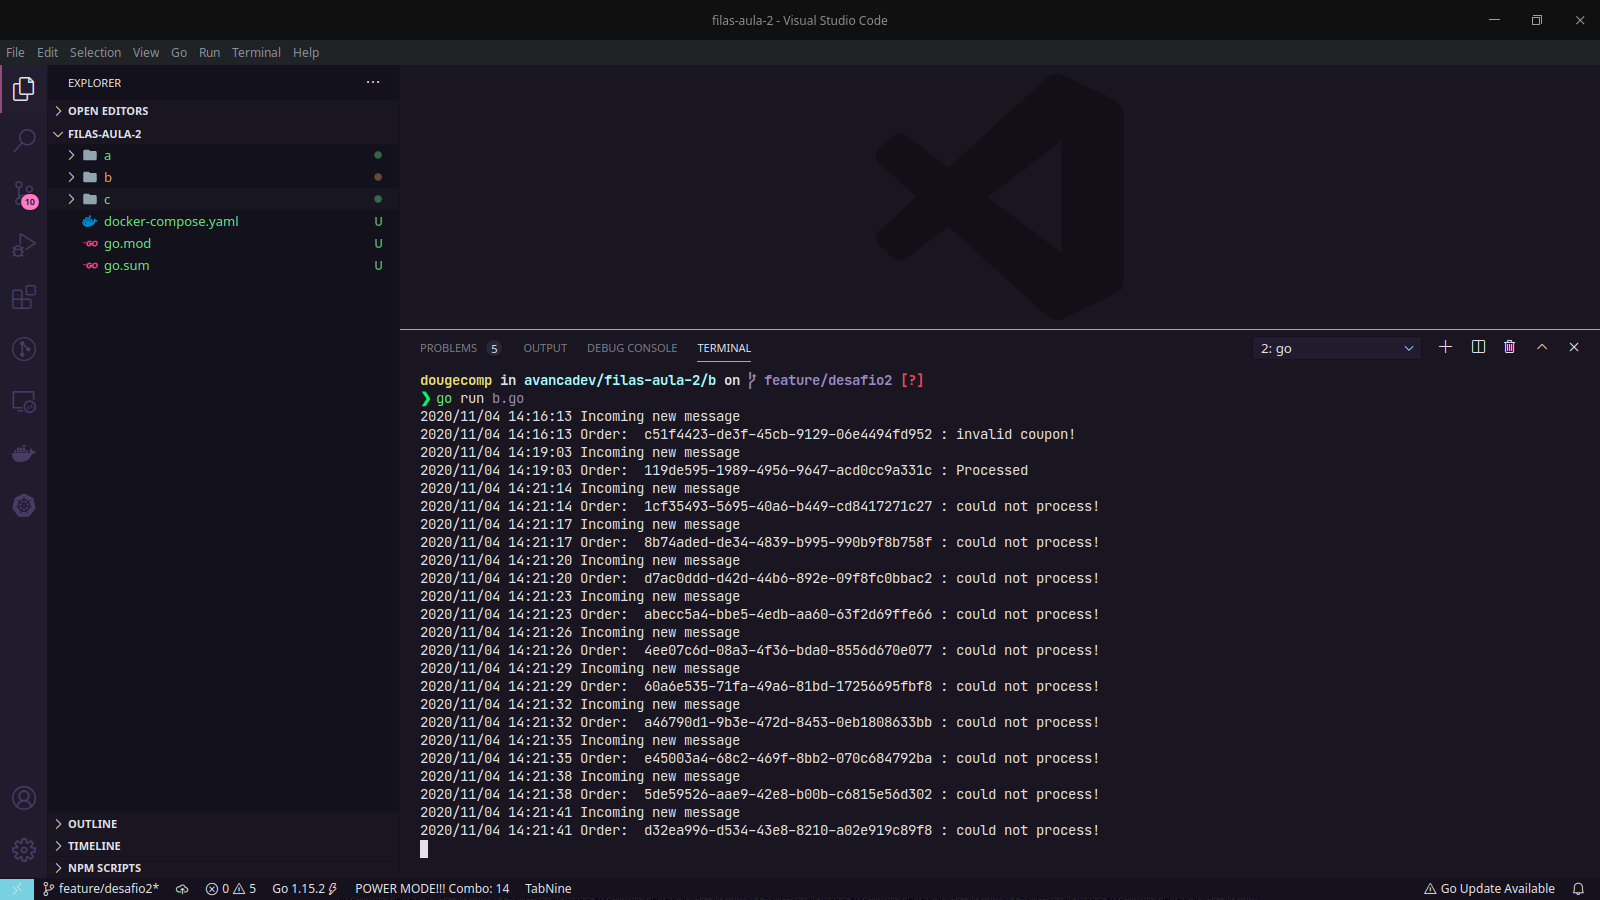 filas-aula-2 - Visual Studio Code
File Edit Selection View Go Run Terminal Help
EXPLORER
OPEN EDITORS
FILAS-AULA-2
a
b
c
docker-compose.yaml U
go.mod U
go.sum U
10
OUTLINE
TIMELINE
NPM SCRIPTS
PROBLEMS 5 OUTPUT DEBUG CONSOLE TERMINAL 2: go
dougecomp in avancadev/filas-aula-2/b on feature/desafio2 [?]
❯ go run b.go
2020/11/04 14:16:13 Incoming new message
2020/11/04 14:16:13 Order:  c51f4423-de3f-45cb-9129-06e4494fd952 : invalid coupon!
2020/11/04 14:19:03 Incoming new message
2020/11/04 14:19:03 Order:  119de595-1989-4956-9647-acd0cc9a331c : Processed
2020/11/04 14:21:14 Incoming new message
2020/11/04 14:21:14 Order:  1cf35493-5695-40a6-b449-cd8417271c27 : could not process!
2020/11/04 14:21:17 Incoming new message
2020/11/04 14:21:17 Order:  8b74aded-de34-4839-b995-990b9f8b758f : could not process!
2020/11/04 14:21:20 Incoming new message
2020/11/04 14:21:20 Order:  d7ac0ddd-d42d-44b6-892e-09f8fc0bbac2 : could not process!
2020/11/04 14:21:23 Incoming new message
2020/11/04 14:21:23 Order:  abecc5a4-bbe5-4edb-aa60-63f2d69ffe66 : could not process!
2020/11/04 14:21:26 Incoming new message
2020/11/04 14:21:26 Order:  4ee07c6d-08a3-4f36-bda0-8556d670e077 : could not process!
2020/11/04 14:21:29 Incoming new message
2020/11/04 14:21:29 Order:  60a6e535-71fa-49a6-81bd-17256695fbf8 : could not process!
2020/11/04 14:21:32 Incoming new message
2020/11/04 14:21:32 Order:  a46790d1-9b3e-472d-8453-0eb1808633bb : could not process!
2020/11/04 14:21:35 Incoming new message
2020/11/04 14:21:35 Order:  e45003a4-68c2-469f-8bb2-070c684792ba : could not process!
2020/11/04 14:21:38 Incoming new message
2020/11/04 14:21:38 Order:  5de59526-aae9-42e8-b00b-c6815e56d302 : could not process!
2020/11/04 14:21:41 Incoming new message
2020/11/04 14:21:41 Order:  d32ea996-d534-43e8-8210-a02e919c89f8 : could not process!
feature/desafio2* 0 5 Go 1.15.2 POWER MODE!!! Combo: 14 TabNine Go Update Available